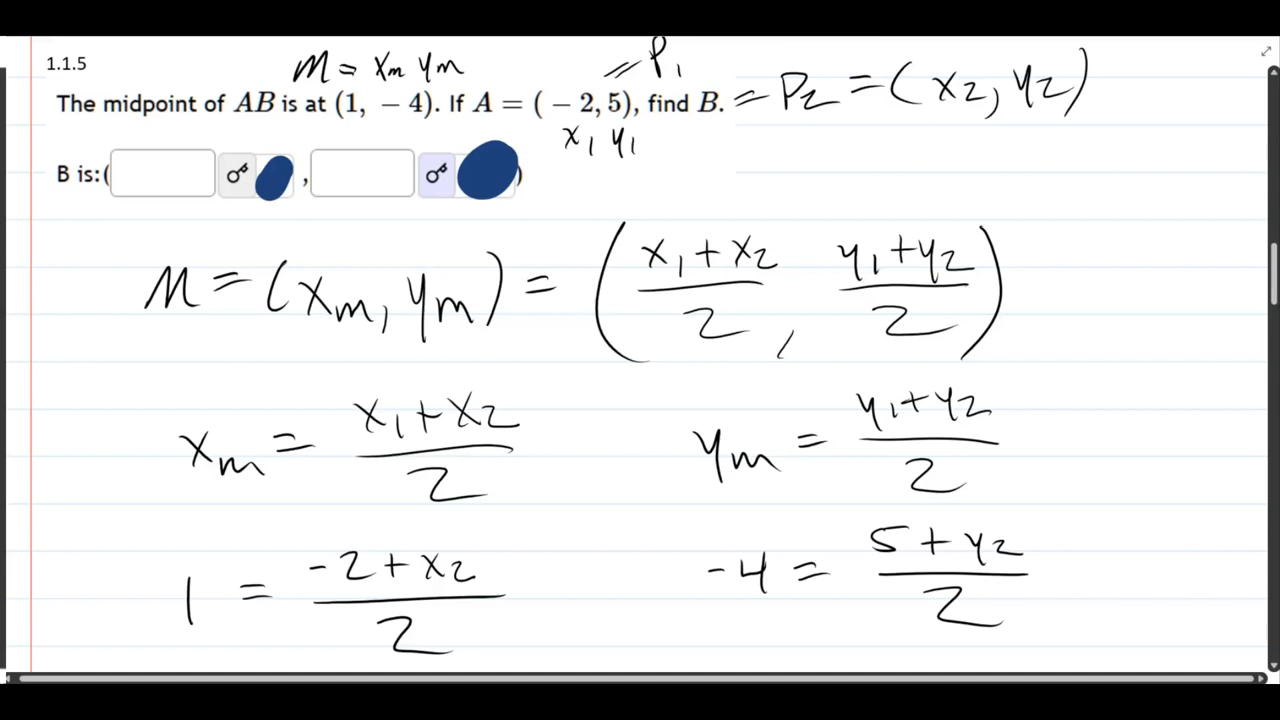 1.1.5
M = xm ym = P1
The midpoint of AB is at (1, − 4). If A = ( − 2, 5), find B. = P2 = (x2, y2)
x1 y1
B is:( , )
M = (xm, ym) = (x1 + x2 / 2, y1 + y2 / 2)
xm = x1 + x2 / 2 ym = y1 + y2 / 2
1 = -2 + x2 / 2 -4 = 5 + y2 / 2